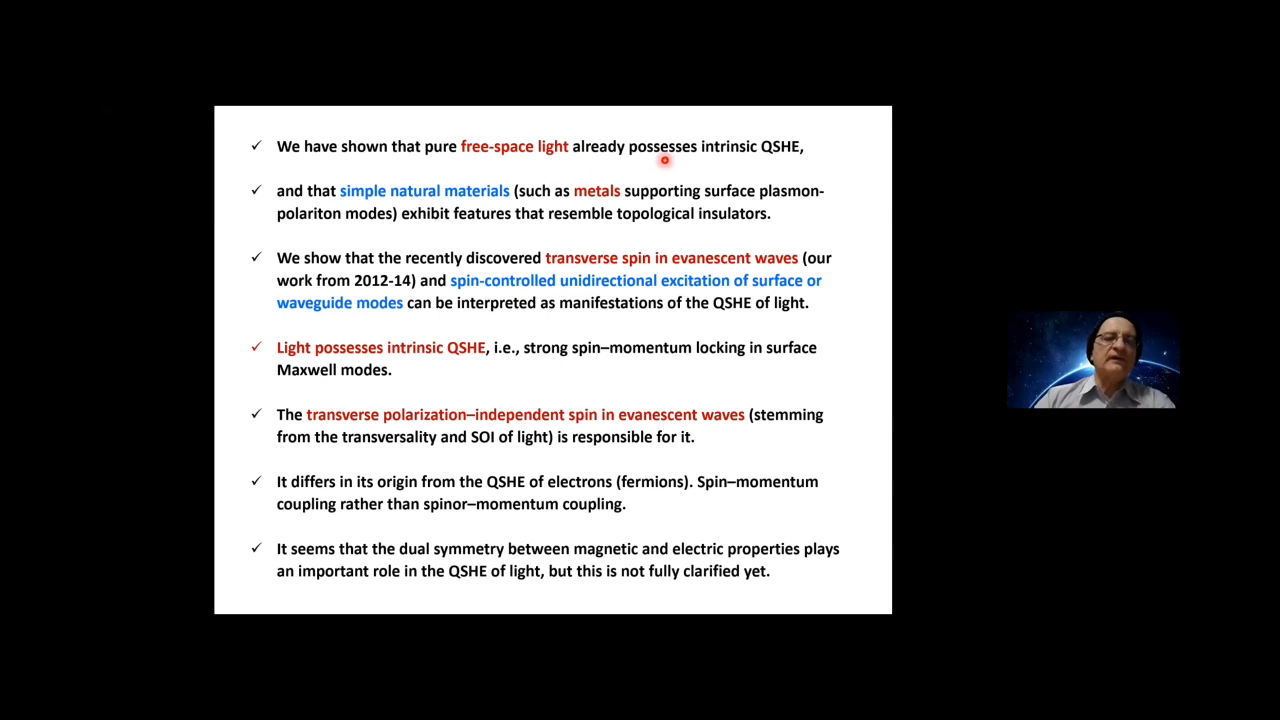 ✓ We have shown that pure free-space light already possesses intrinsic QSHE,
✓ and that simple natural materials (such as metals supporting surface plasmon-
polariton modes) exhibit features that resemble topological insulators.
✓ We show that the recently discovered transverse spin in evanescent waves (our
work from 2012-14) and spin-controlled unidirectional excitation of surface or
waveguide modes can be interpreted as manifestations of the QSHE of light.
✓ Light possesses intrinsic QSHE, i.e., strong spin–momentum locking in surface
Maxwell modes.
✓ The transverse polarization–independent spin in evanescent waves (stemming
from the transversality and SOI of light) is responsible for it.
✓ It differs in its origin from the QSHE of electrons (fermions). Spin–momentum
coupling rather than spinor–momentum coupling.
✓ It seems that the dual symmetry between magnetic and electric properties plays
an important role in the QSHE of light, but this is not fully clarified yet.